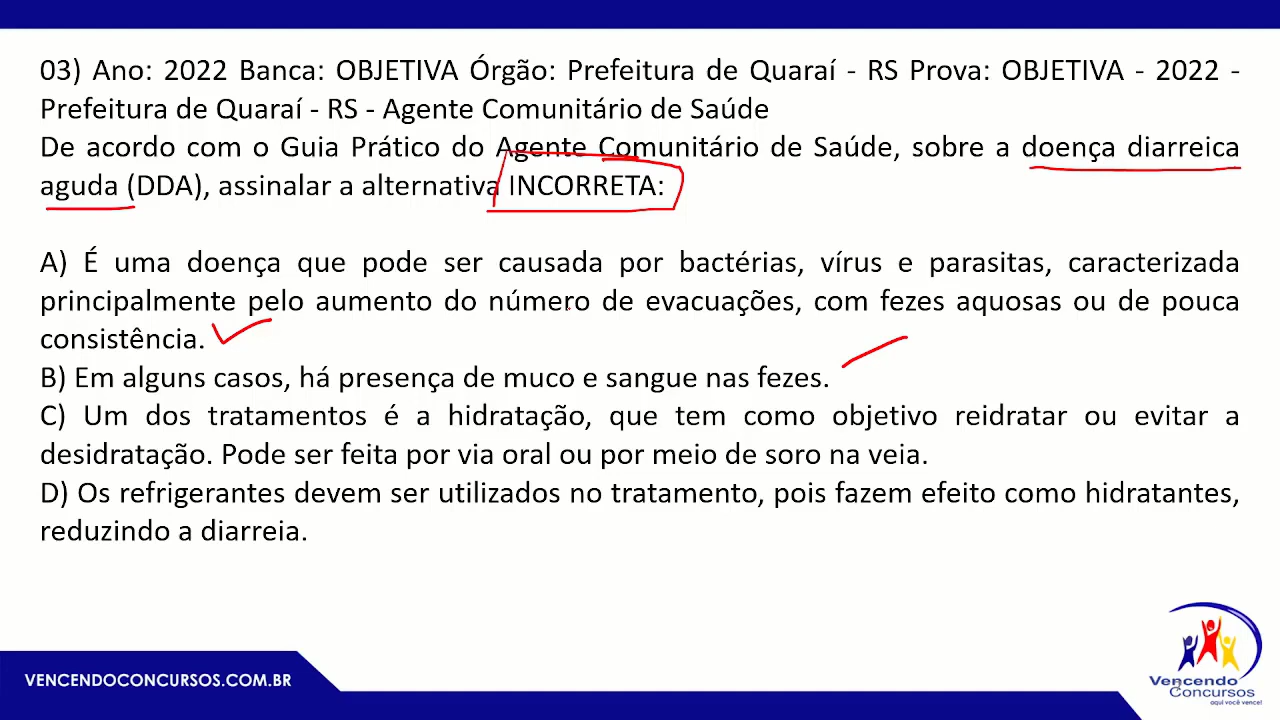 03) Ano: 2022 Banca: OBJETIVA Órgão: Prefeitura de Quaraí - RS Prova: OBJETIVA - 2022 -
Prefeitura de Quaraí - RS - Agente Comunitário de Saúde
De acordo com o Guia Prático do Agente Comunitário de Saúde, sobre a doença diarreica
aguda (DDA), assinalar a alternativa INCORRETA:
A) É uma doença que pode ser causada por bactérias, vírus e parasitas, caracterizada
principalmente pelo aumento do número de evacuações, com fezes aquosas ou de pouca
consistência.
B) Em alguns casos, há presença de muco e sangue nas fezes.
C) Um dos tratamentos é a hidratação, que tem como objetivo reidratar ou evitar a
desidratação. Pode ser feita por via oral ou por meio de soro na veia.
D) Os refrigerantes devem ser utilizados no tratamento, pois fazem efeito como hidratantes,
reduzindo a diarreia.
VENCENDOCONCURSOS.COM.BR
Vencendo
Concursos
aqui você vence!